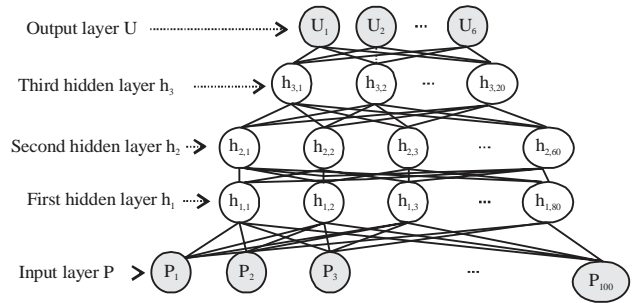 Output layer U U1 U2 ... U6
Third hidden layer h3 h3,1 h3,2 ... h3,20
Second hidden layer h2 h2,1 h2,2 h2,3 ... h2,60
First hidden layer h1 h1,1 h1,2 h1,3 ... h1,80
Input layer P P1 P2 P3 ... P100